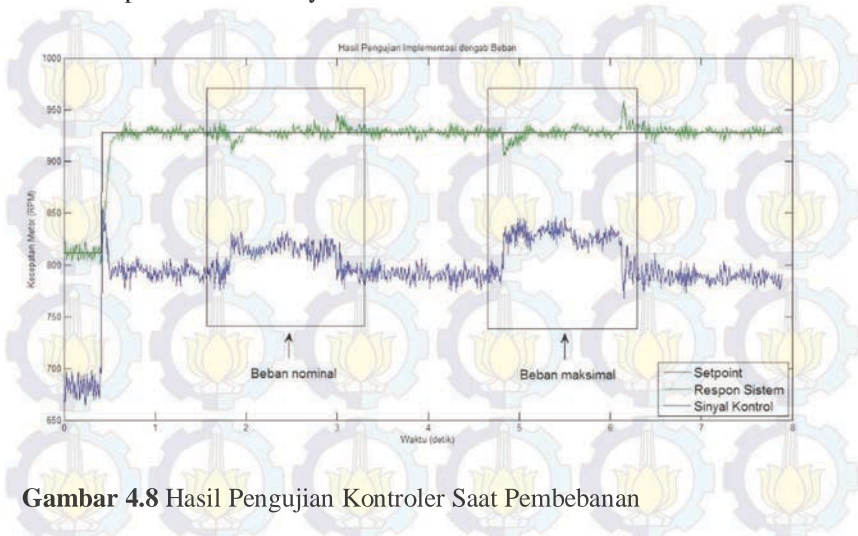 Hasil Pengujian Implementasi dengab Beban
1000
950
900
850
800
750
700
650
Kecepatan Motor (RPM)
Beban nominal
Beban maksimal
Setpoint
Respon Sistem
Sinyal Kontrol
0 1 2 3 4 5 6 7 8
Waktu (detik)
Gambar 4.8 Hasil Pengujian Kontroler Saat Pembebanan